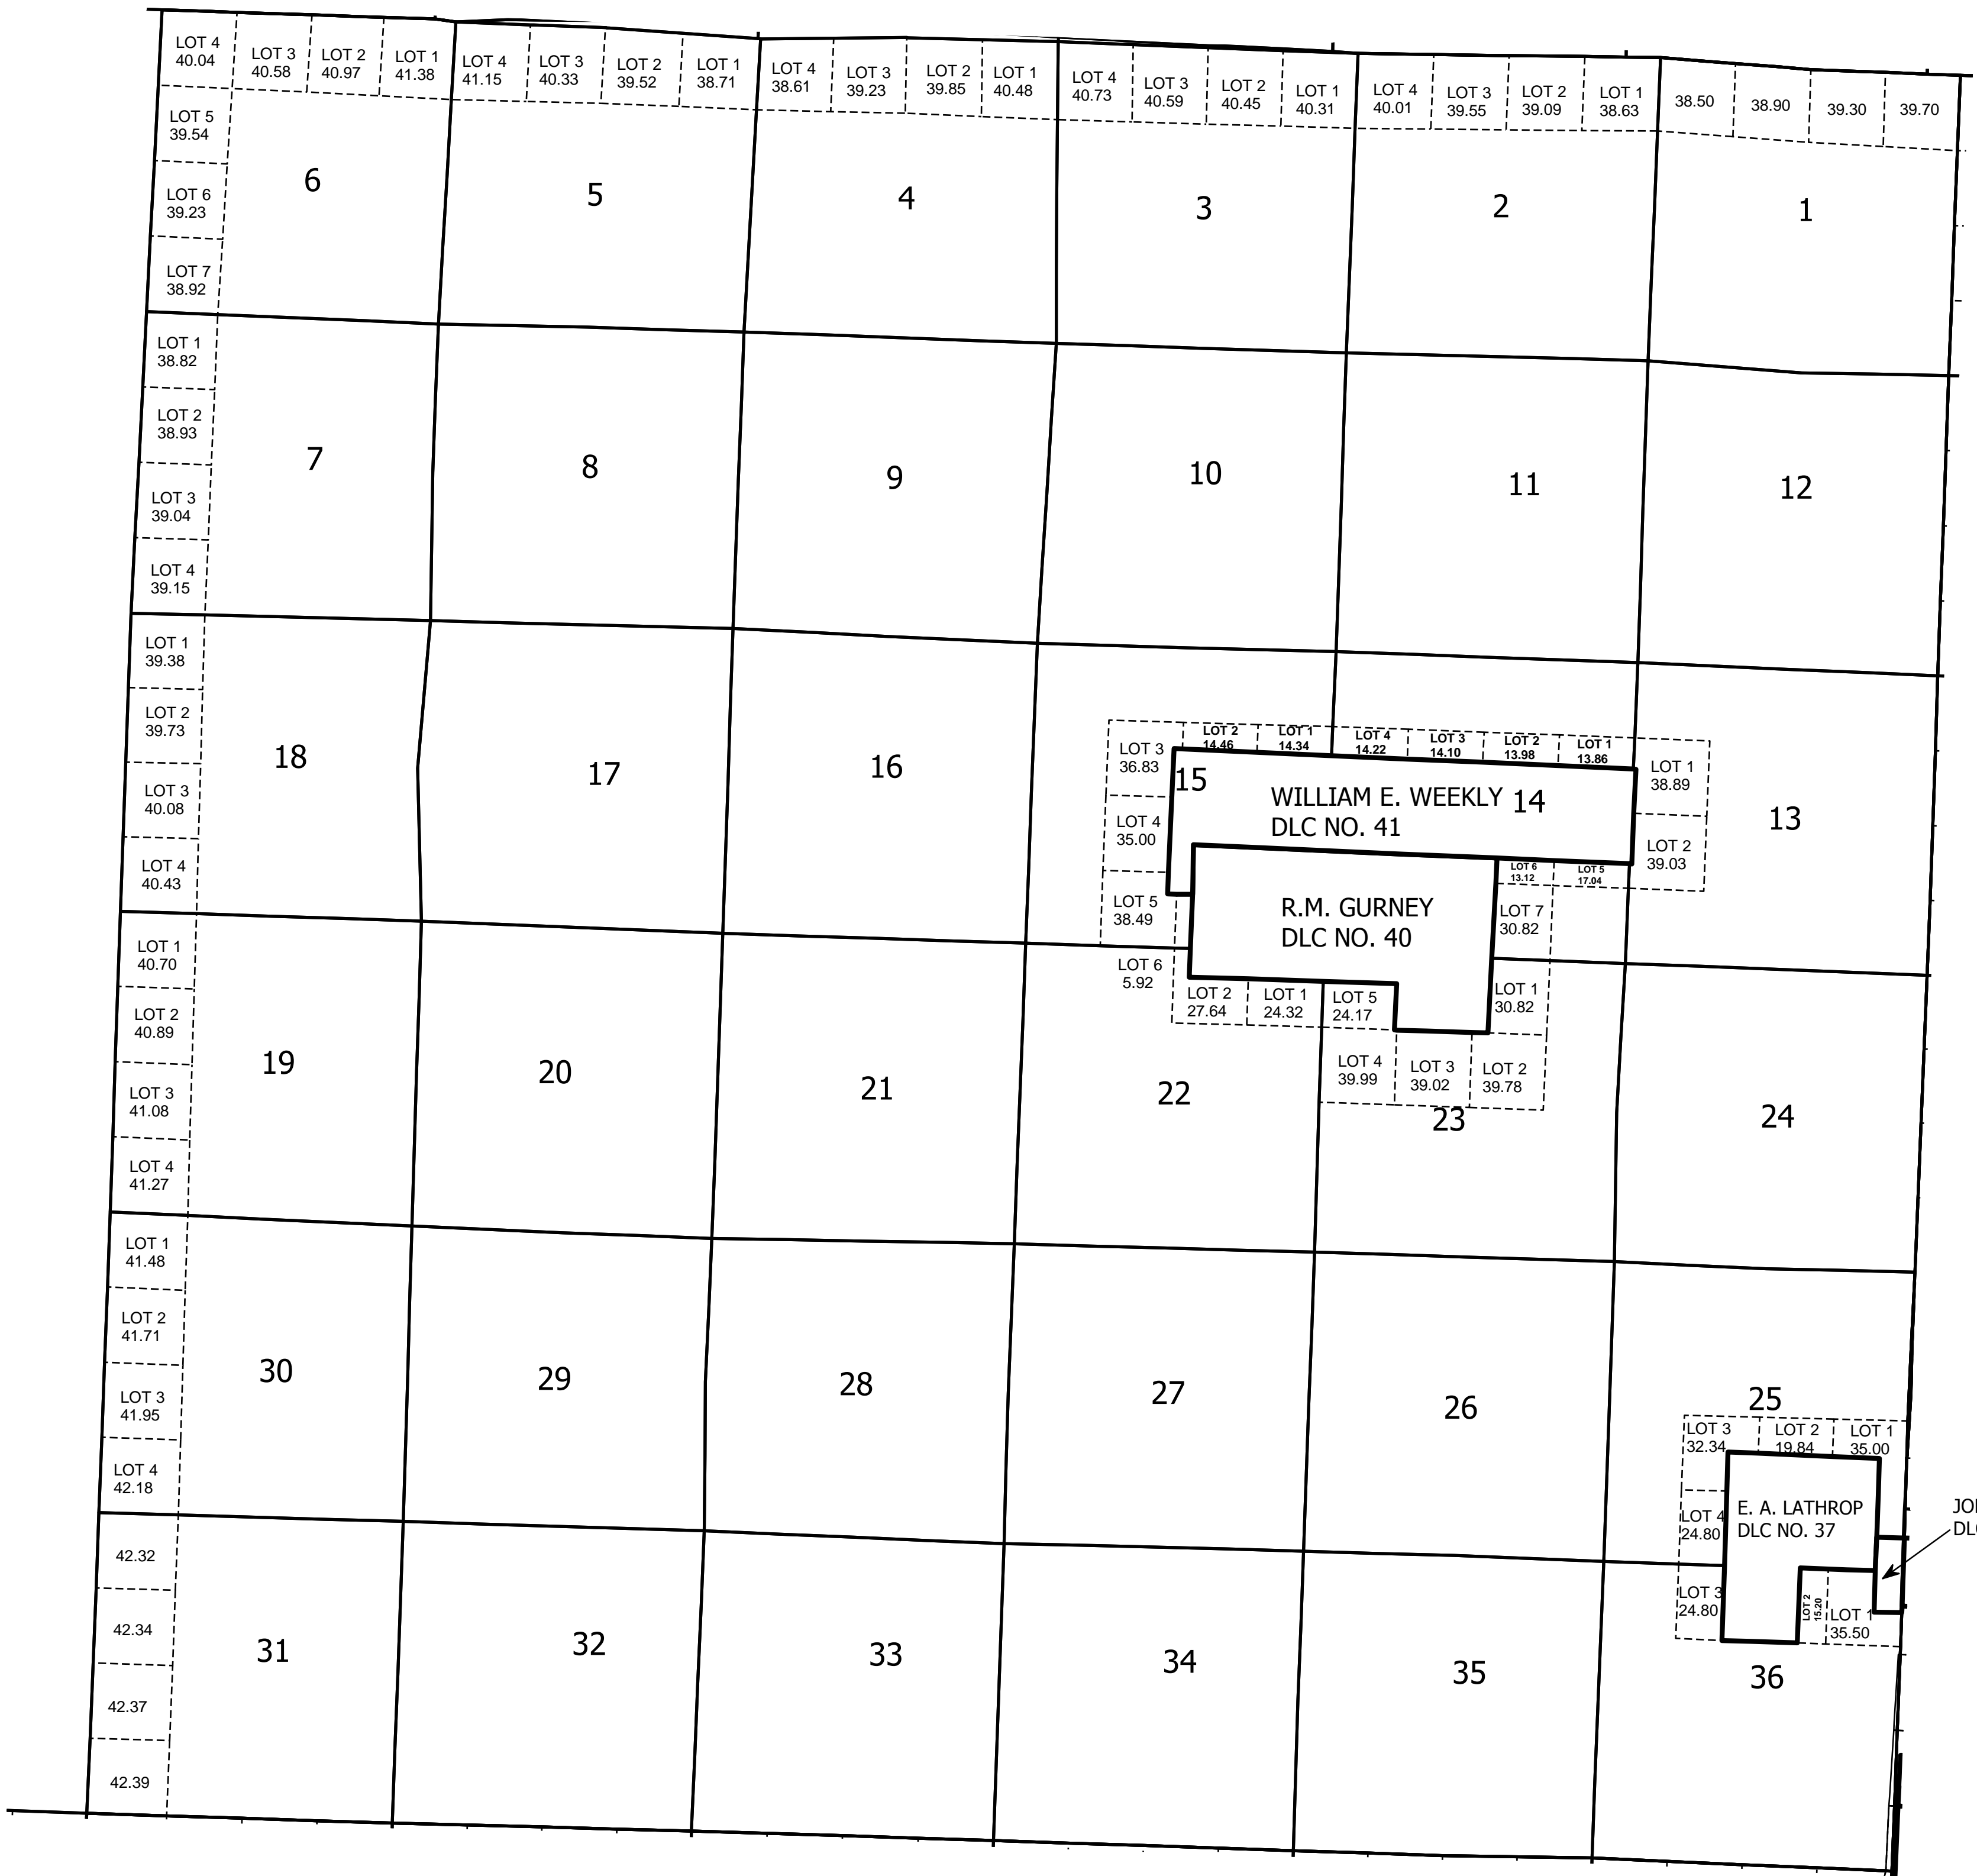 LOT 4
40.04
LOT 3
40.58
LOT 2
40.97
LOT 1
41.38
LOT 4
41.15
LOT 3
40.33
LOT 2
39.52
LOT 1
38.71
LOT 4
38.61
LOT 3
39.23
LOT 2
39.85
LOT 1
40.48
LOT 4
40.73
LOT 3
40.59
LOT 2
40.45
LOT 1
40.31
LOT 4
40.01
LOT 3
39.55
LOT 2
39.09
LOT 1
38.63
38.50
38.90
39.30
39.70
LOT 5
39.54
LOT 6
39.23
LOT 7
38.92
6
5
4
3
2
1
LOT 1
38.82
LOT 2
38.93
LOT 3
39.04
LOT 4
39.15
7
8
9
10
11
12
LOT 1
39.38
LOT 2
39.73
LOT 3
40.08
LOT 4
40.43
18
17
16
LOT 3
36.83
LOT 2
14.46
LOT 1
14.34
LOT 4
14.22
LOT 3
14.10
LOT 2
13.98
LOT 1
13.86
LOT 1
38.89
15
WILLIAM E. WEEKLY
DLC NO. 41
14
13
LOT 4
35.00
LOT 2
39.03
LOT 6
13.12
LOT 5
17.04
LOT 5
38.49
R.M. GURNEY
DLC NO. 40
LOT 7
30.82
LOT 1
40.70
LOT 2
40.89
LOT 3
41.08
LOT 4
41.27
19
20
21
LOT 6
5.92
LOT 2
27.64
LOT 1
24.32
LOT 5
24.17
LOT 1
30.82
LOT 4
39.99
LOT 3
39.02
LOT 2
39.78
22
23
24
LOT 1
41.48
LOT 2
41.71
LOT 3
41.95
LOT 4
42.18
30
29
28
27
26
25
LOT 3
32.34
LOT 2
19.84
LOT 1
35.00
LOT 4
24.80
E. A. LATHROP
DLC NO. 37
LOT 3
24.80
LOT 2
15.20
LOT 1
35.50
42.32
42.34
42.37
42.39
31
32
33
34
35
36